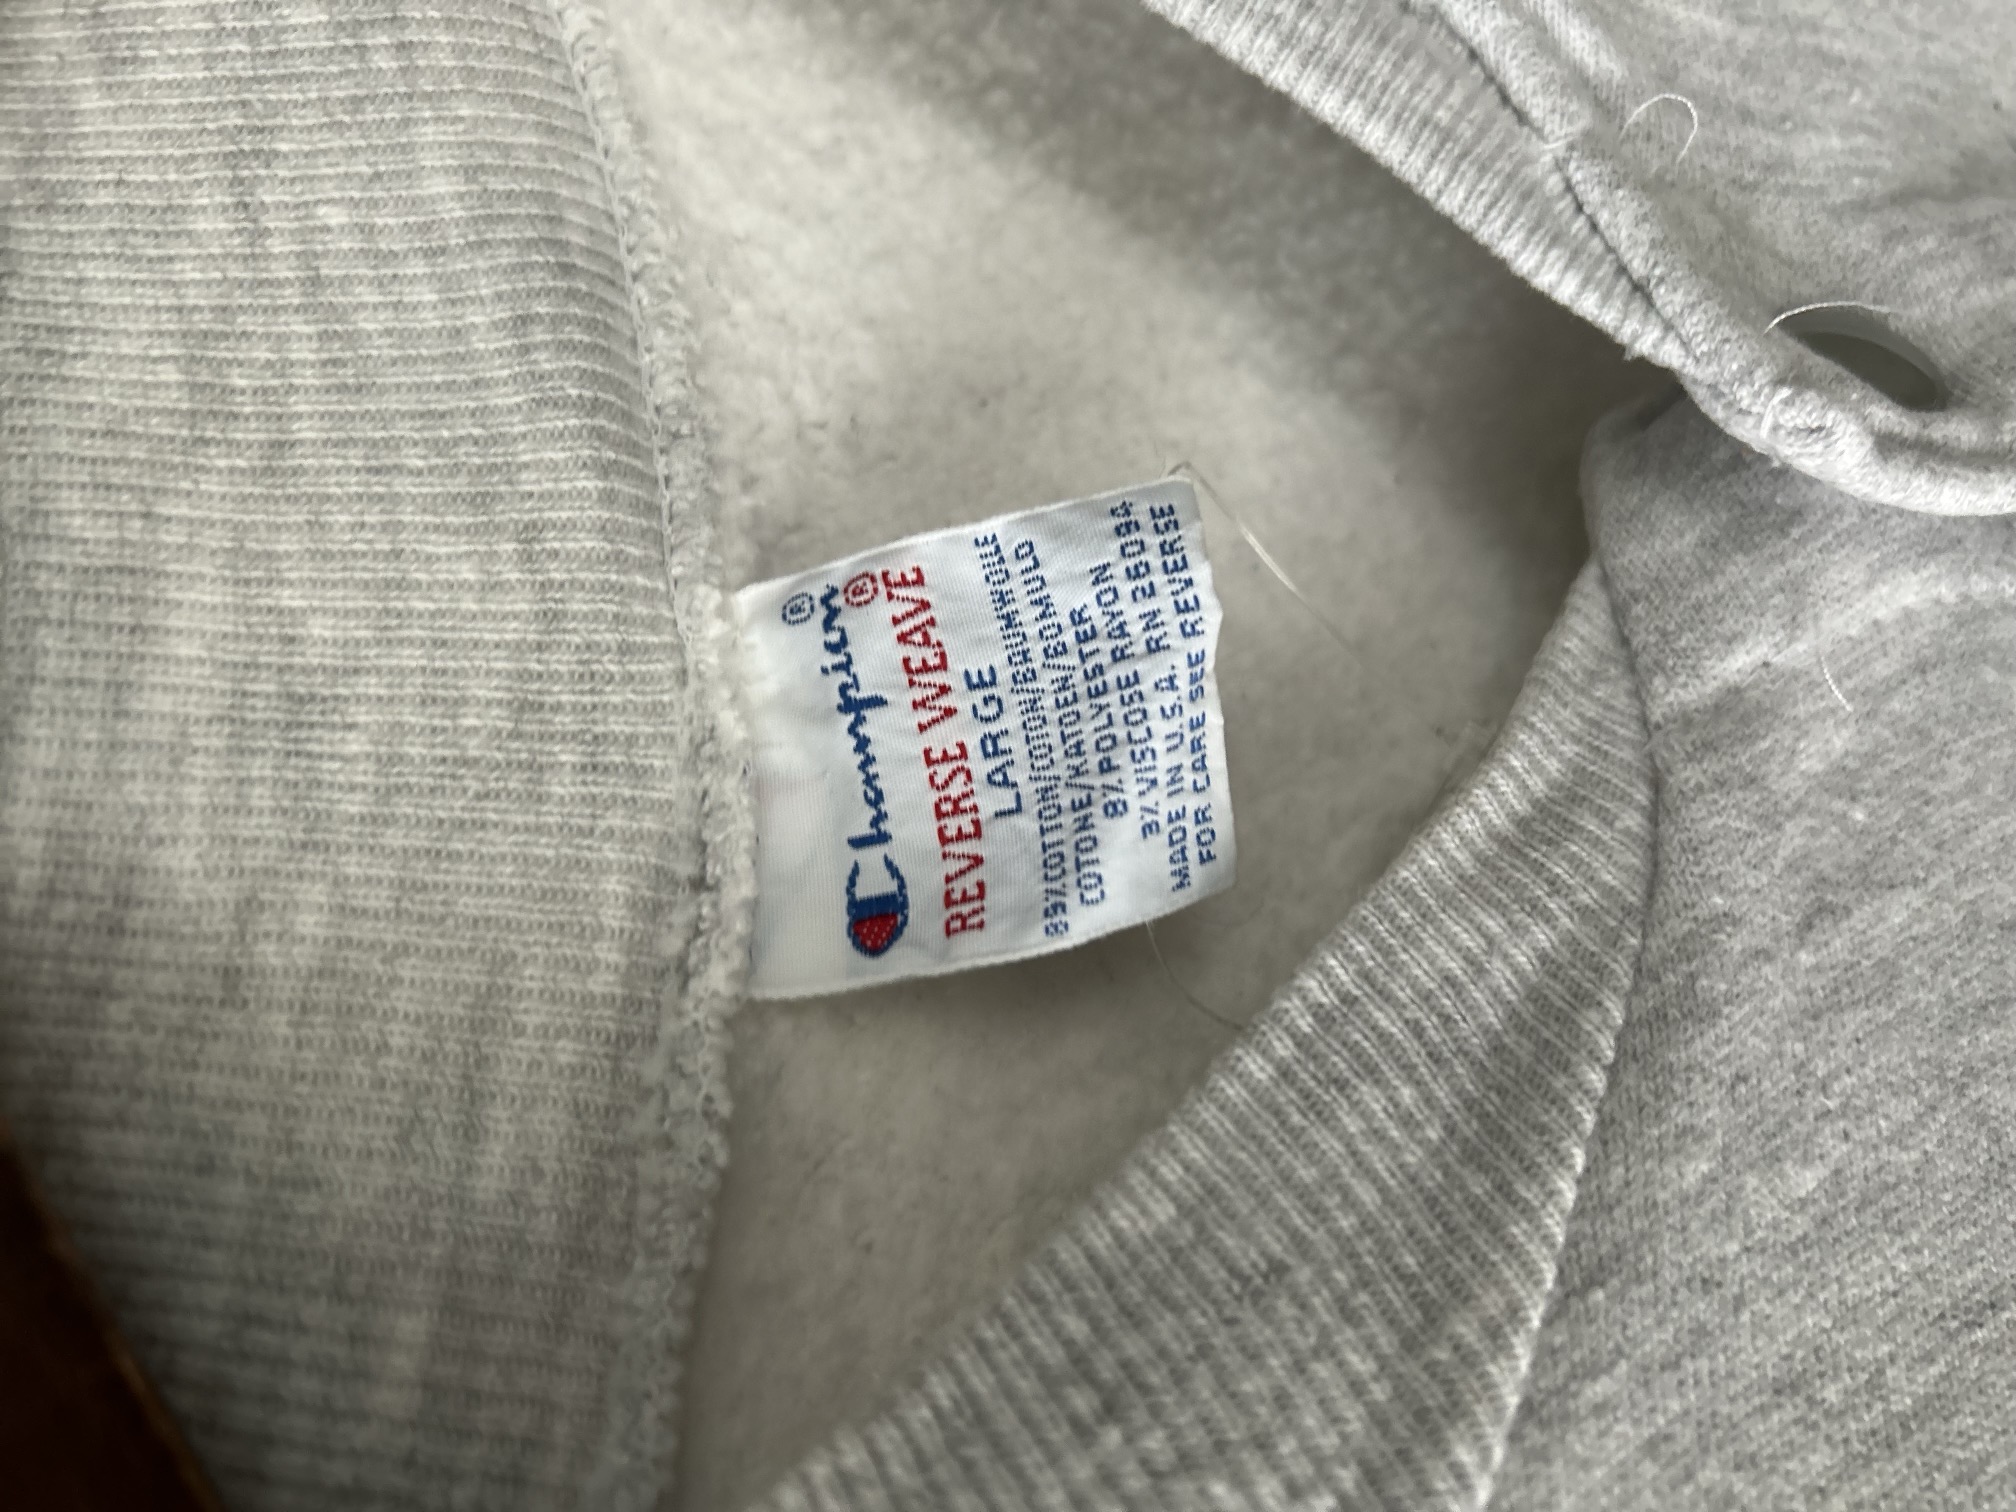 Champion®
REVERSE WEAVE®
LARGE
89%COTTON/COTON/BAUMWOLLE
COTONE/KATOEN/BOMULD
8% POLYESTER
3% VISCOSE RAYON
MADE IN U.S.A. RN 26094
FOR CARE SEE REVERSE